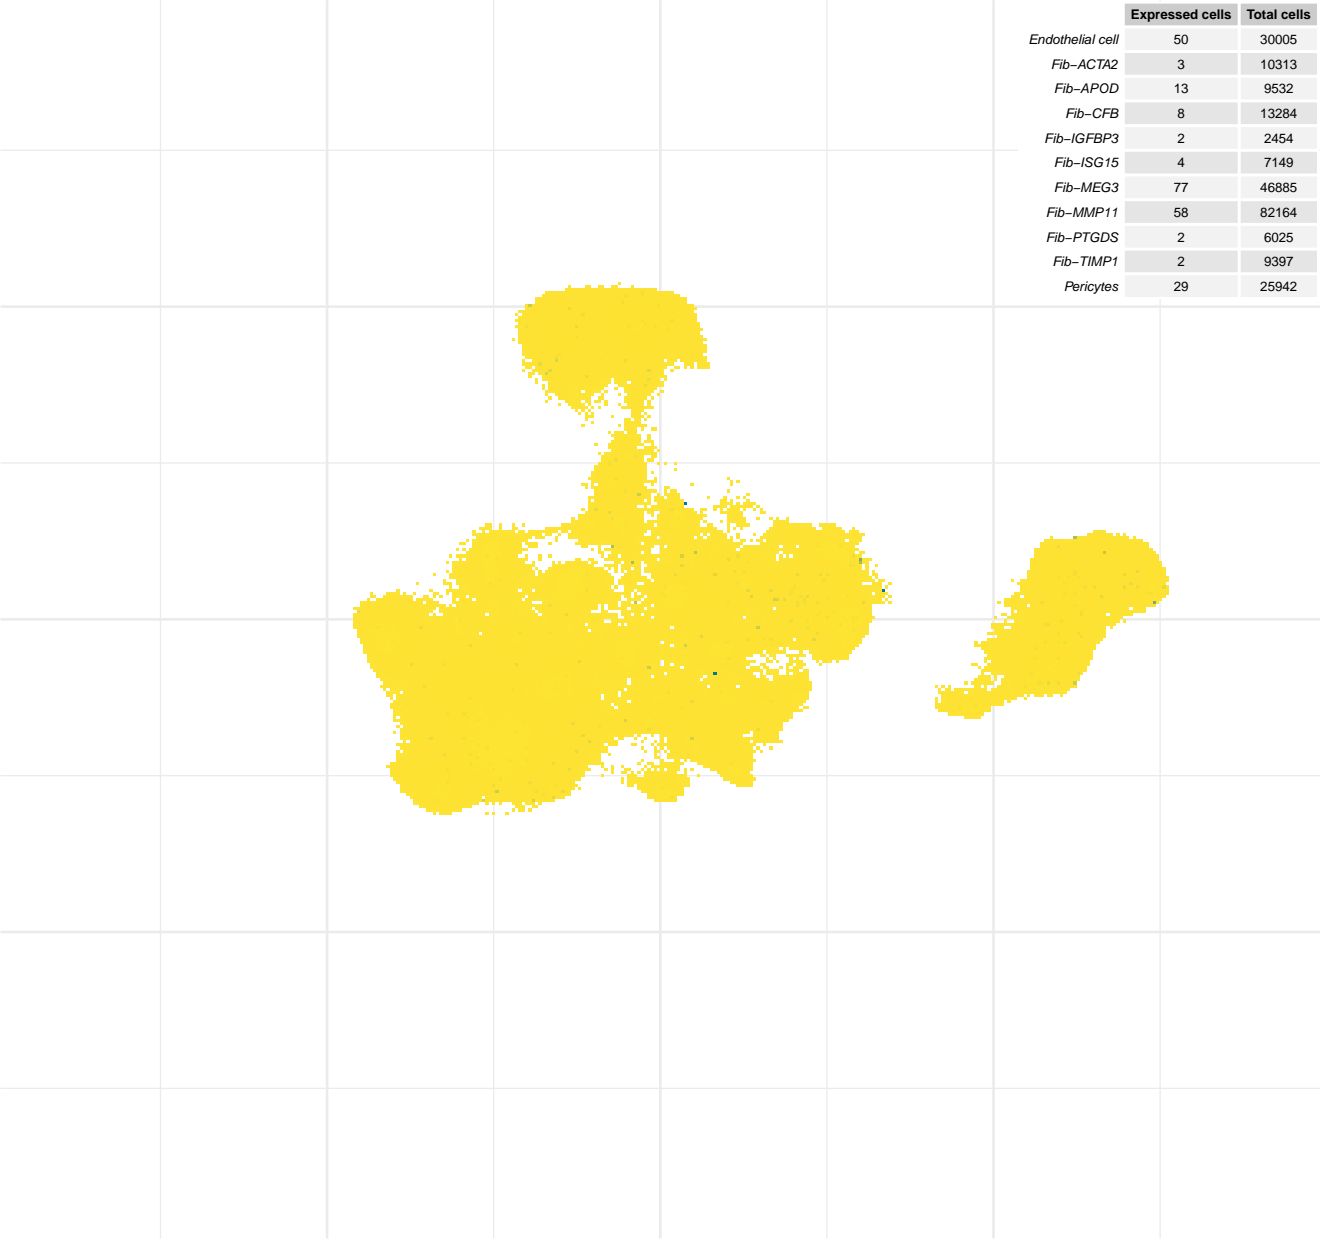 Expressed cells Total cells
Endothelial cell 50 30005
Fib−ACTA2 3 10313
Fib−APOD 13 9532
Fib−CFB 8 13284
Fib−IGFBP3 2 2454
Fib−ISG15 4 7149
Fib−MEG3 77 46885
Fib−MMP11 58 82164
Fib−PTGDS 2 6025
Fib−TIMP1 2 9397
Pericytes 29 25942